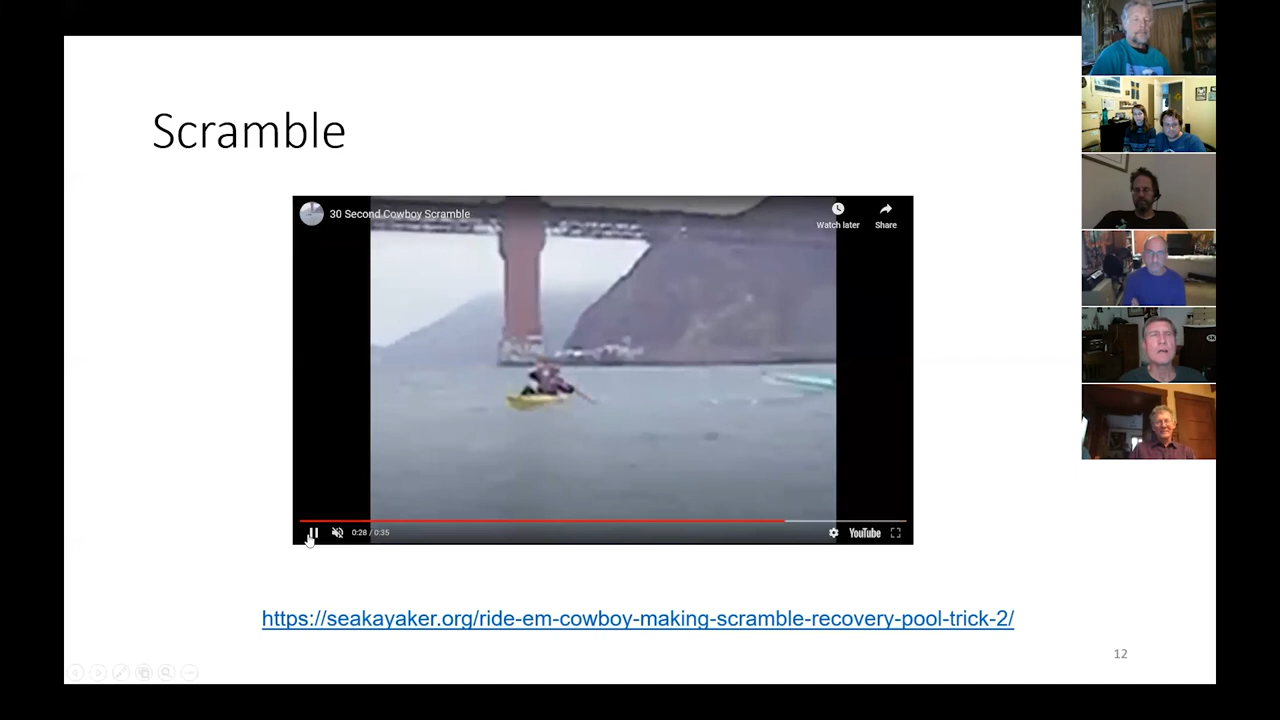 Scramble
30 Second Cowboy Scramble
Watch later
Share
0:28 / 0:35
YouTube
https://seakayaker.org/ride-em-cowboy-making-scramble-recovery-pool-trick-2/
12